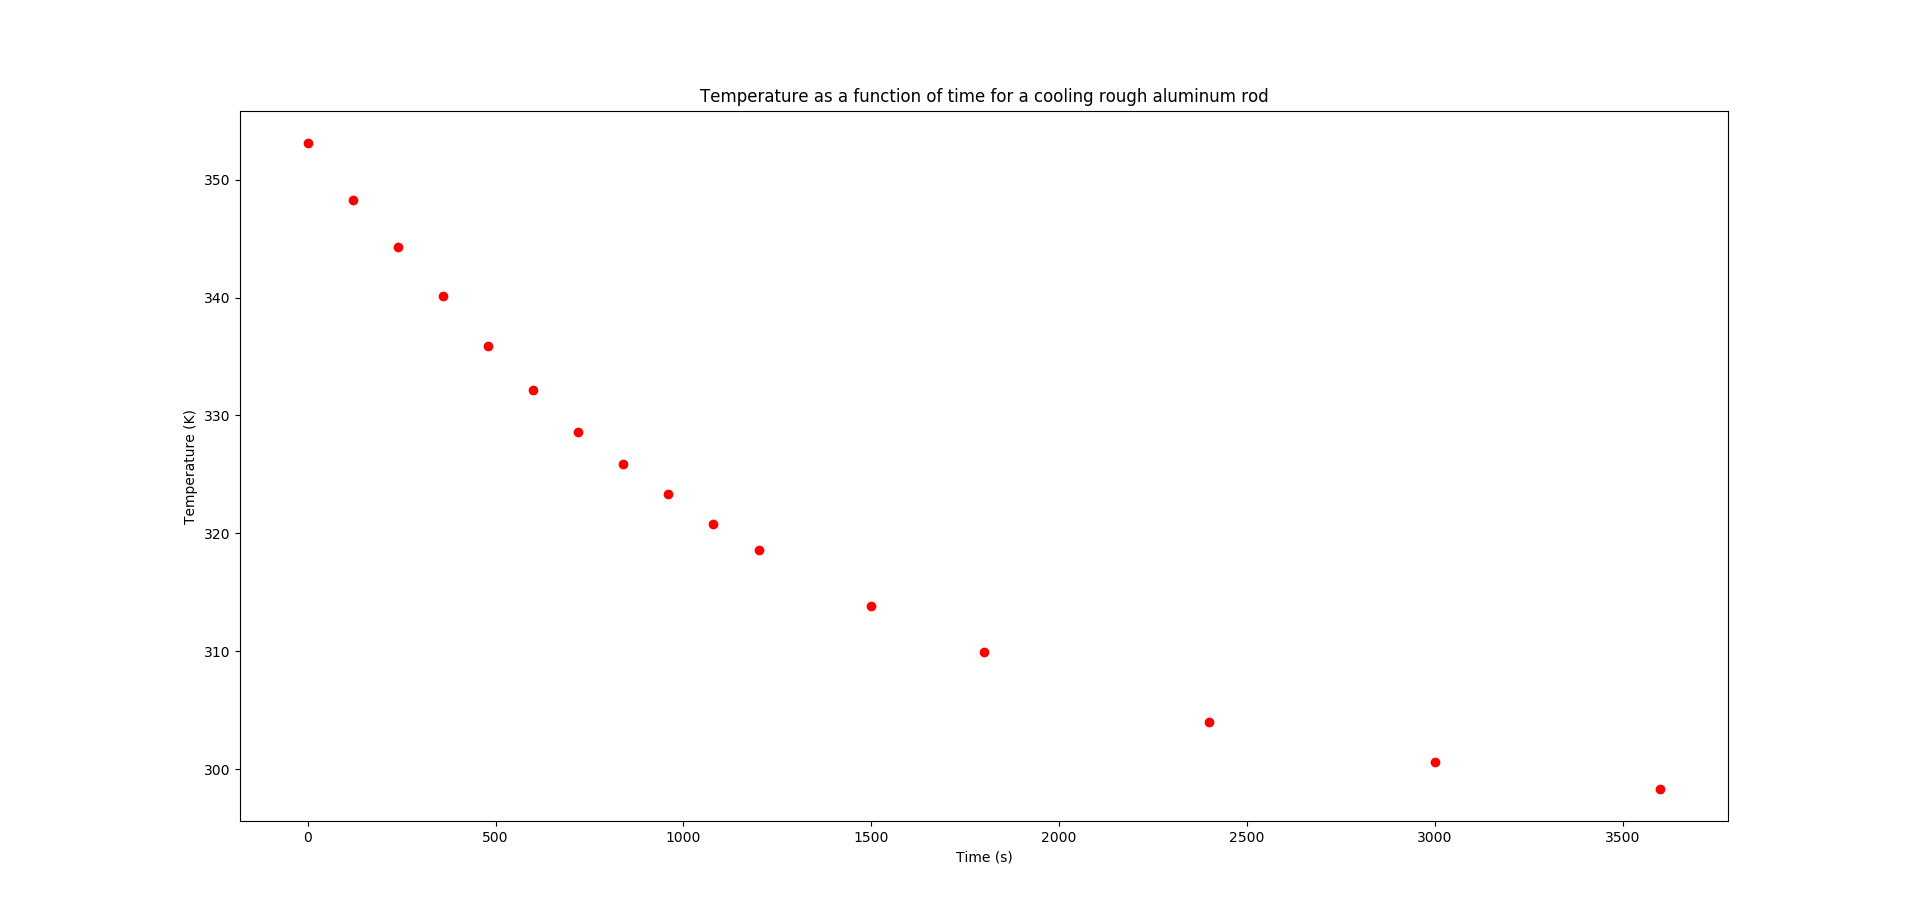 Temperature as a function of time for a cooling rough aluminum rod
350
340
330
320
310
300
Temperature (K)
0 500 1000 1500 2000 2500 3000 3500
Time (s)